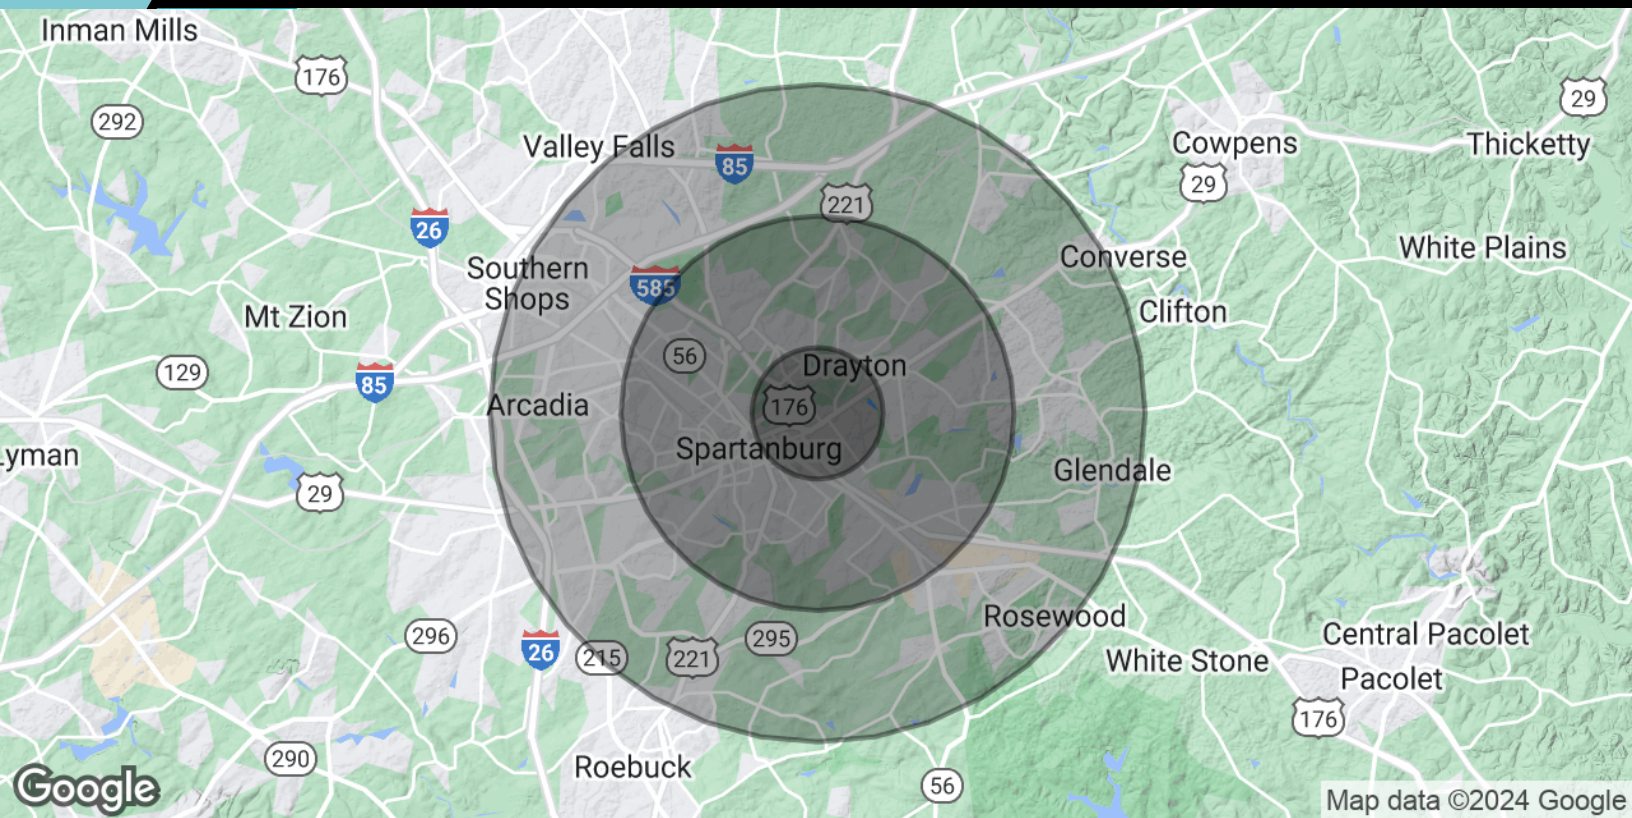 Inman Mills
176
292
29
Valley Falls
Cowpens
Thicketty
85
29
221
26
White Plains
Converse
Southern
Shops
585
Clifton
Mt Zion
56
129
Drayton
85
176
Arcadia
Spartanburg
Lyman
Glendale
29
Rosewood
296
295
Central Pacolet
26
215
221
White Stone
Pacolet
176
290
Roebuck
56
Google
Map data ©2024 Google